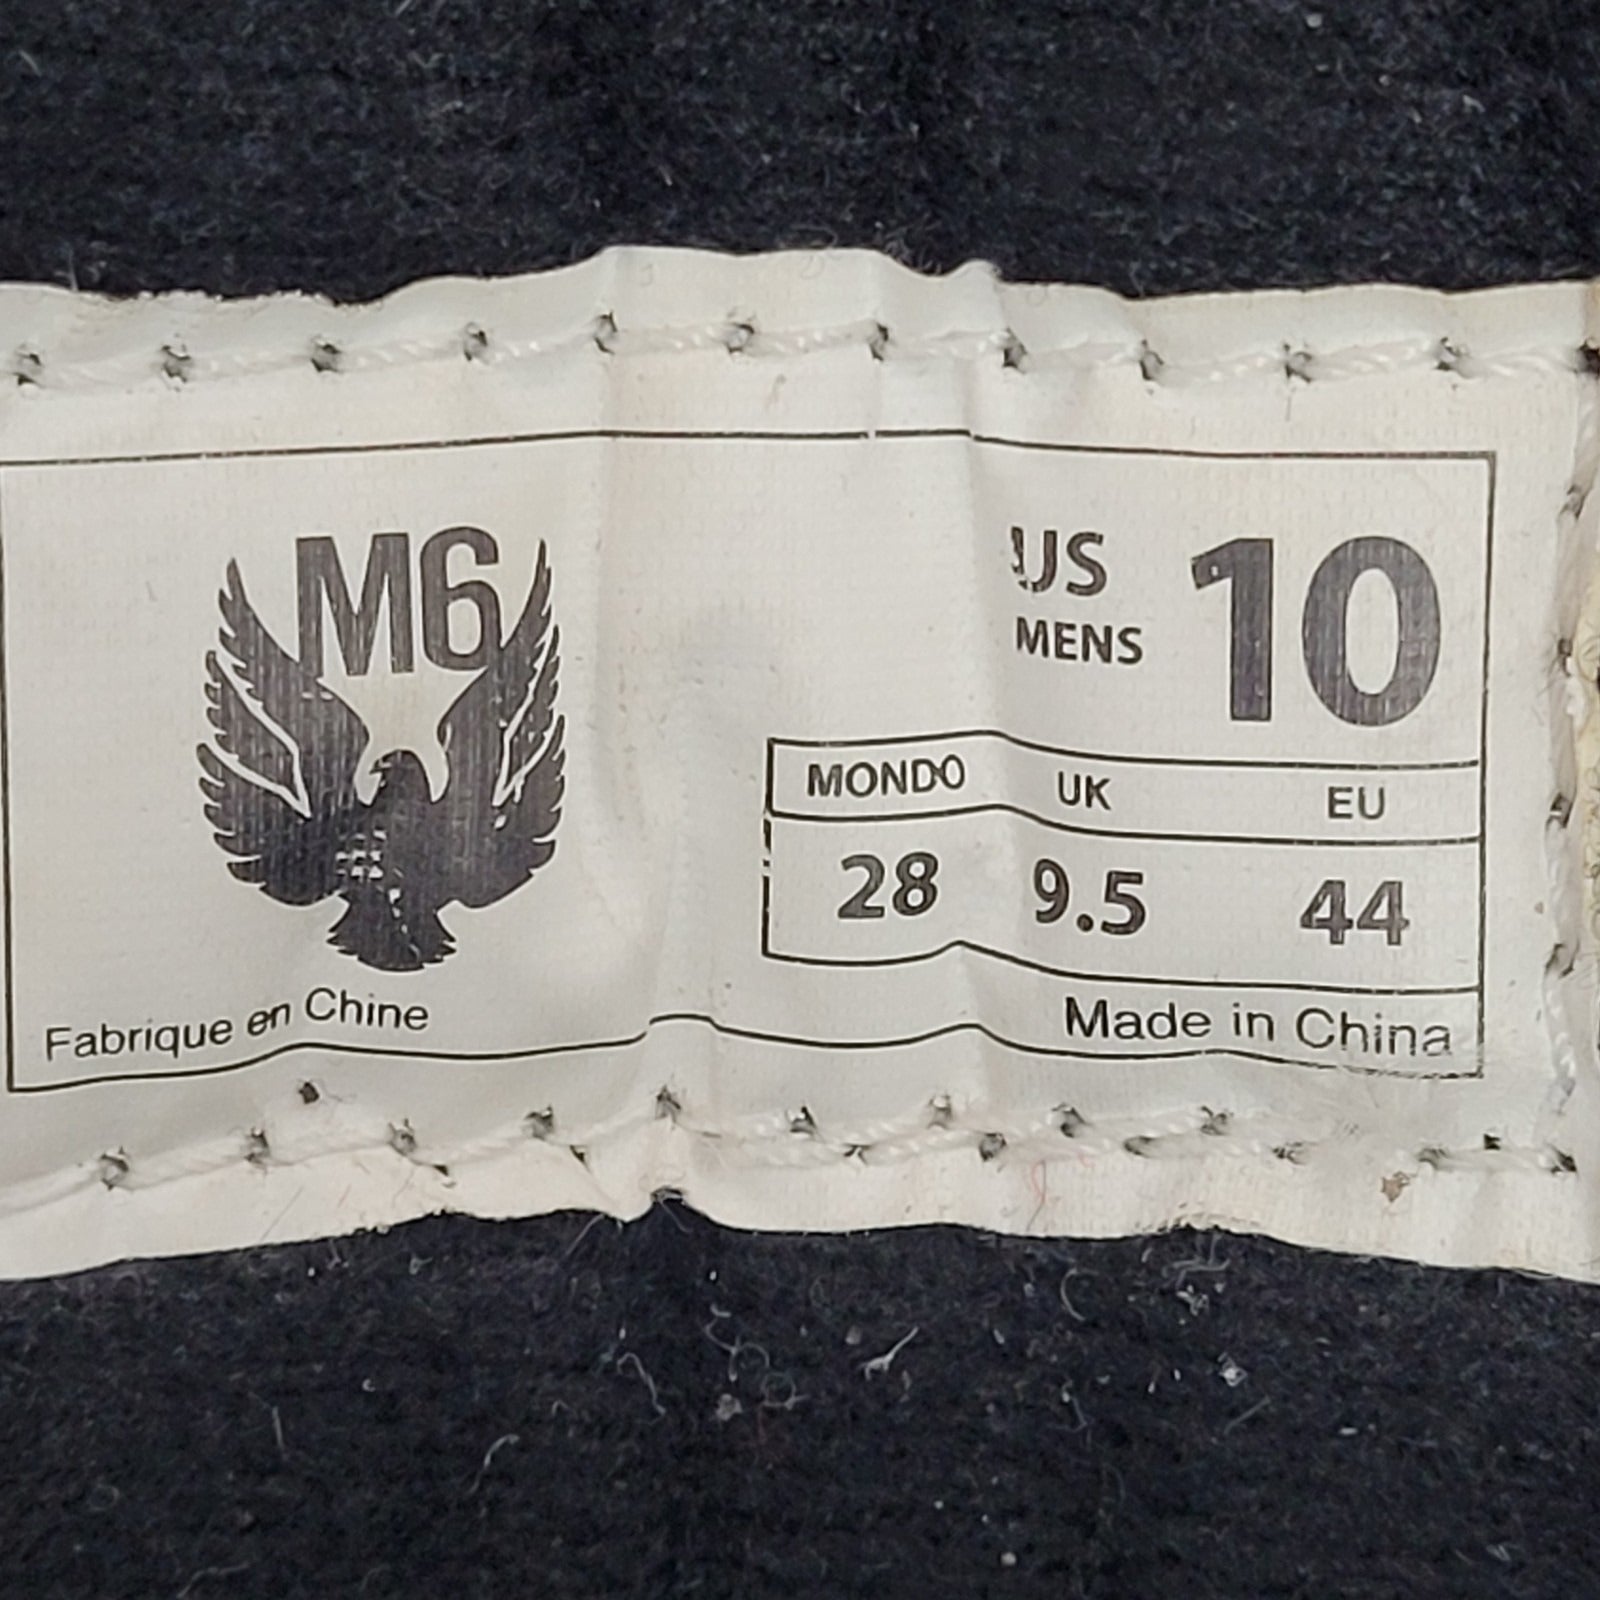 M6
US
MENS
10
MONDO UK EU
28 9.5 44
Fabrique en Chine
Made in China